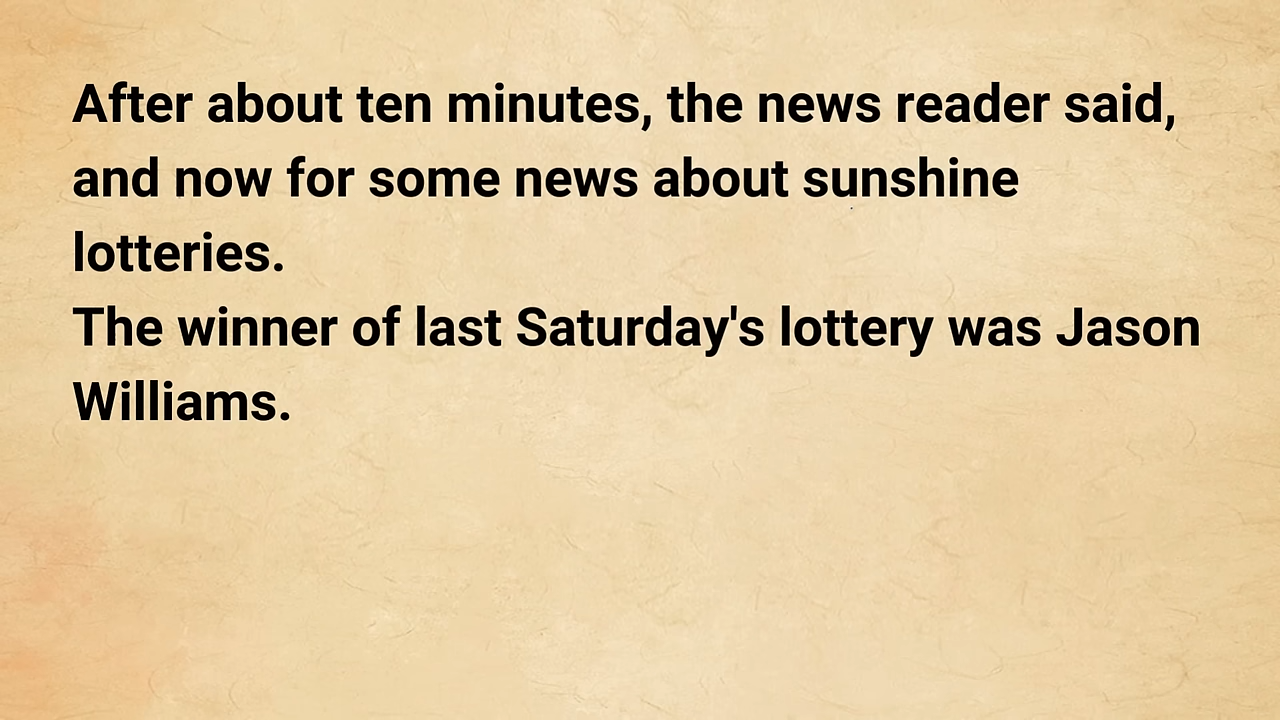 After about ten minutes, the news reader said,
and now for some news about sunshine
lotteries.
The winner of last Saturday's lottery was Jason
Williams.